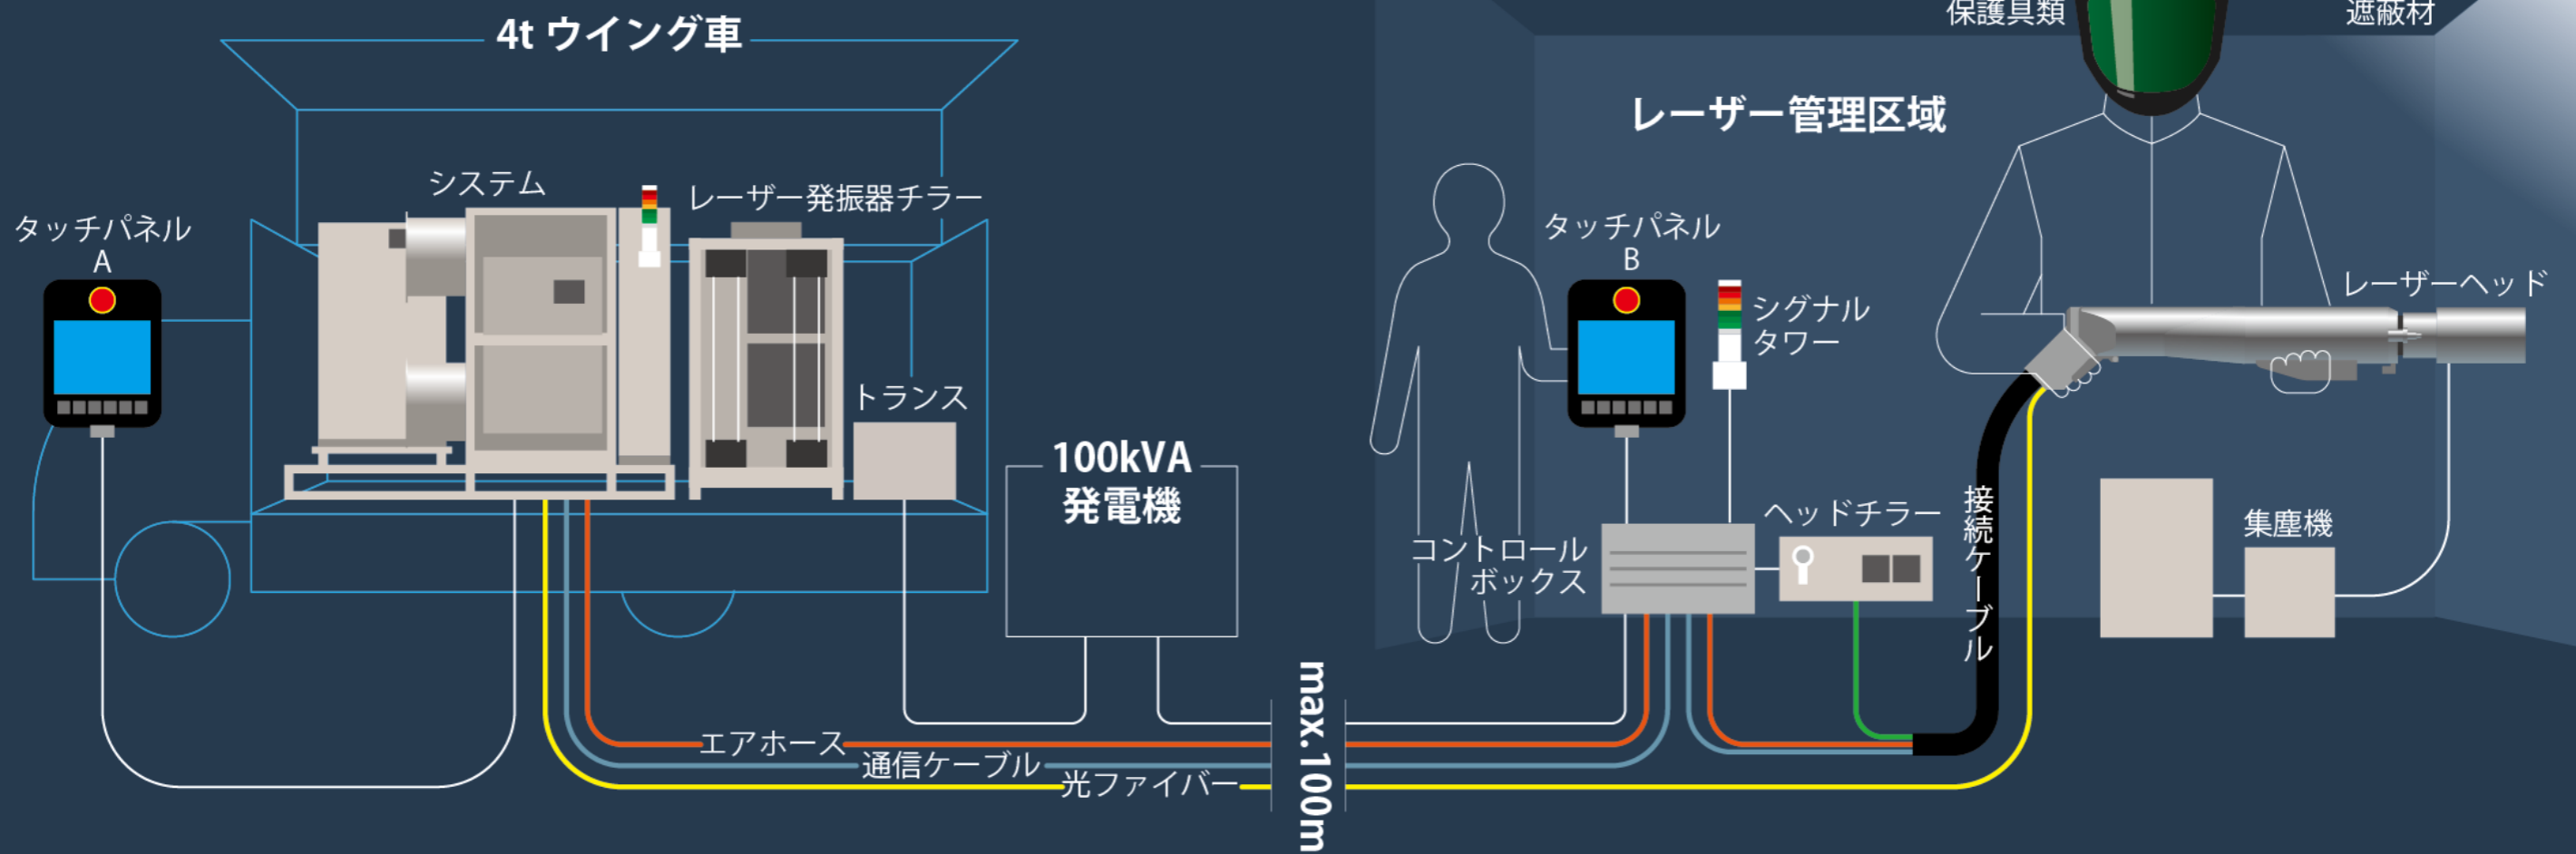 4t ウイング車
保護具類
遮蔽材
レーザー管理区域
システム
レーザー発振器チラー
タッチパネル
A
トランス
100kVA
発電機
タッチパネル
B
シグナル
タワー
レーザーヘッド
コントロール
ボックス
ヘッドチラー
接続ケーブル
集塵機
エアホース
通信ケーブル
光ファイバー
max.100m